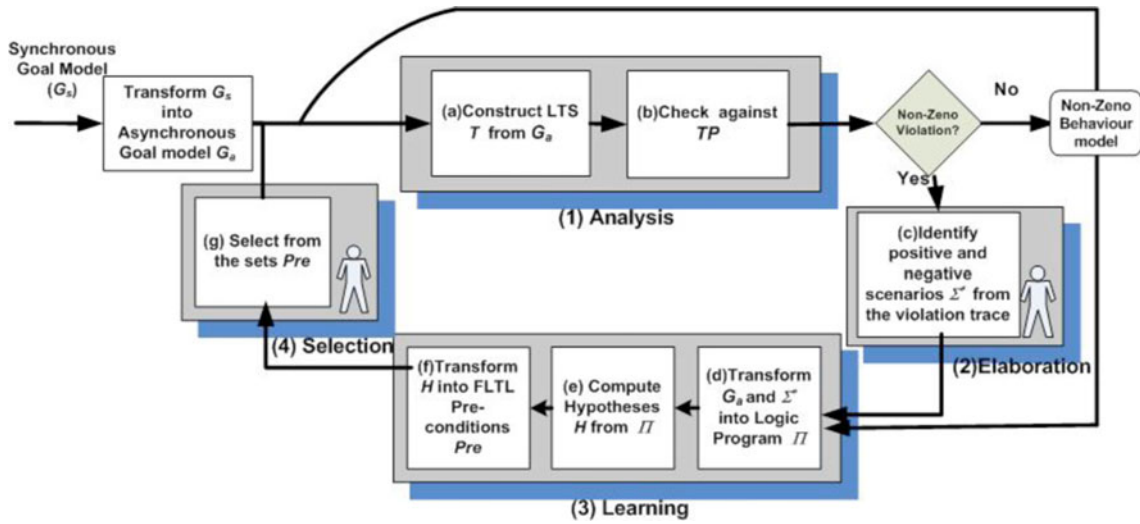 Synchronous
Goal Model
(Gs)
Transform Gs
into
Asynchronous
Goal model Ga
(a)Construct LTS
T from Ga
(b)Check against
TP
(1) Analysis
Non-Zeno
Violation?
No
Non-Zeno
Behaviour
model
Yes
(c)Identify
positive and
negative
scenarios Σ* from
the violation trace
(2)Elaboration
(d)Transform
Ga and Σ*
into Logic
Program Π
(e) Compute
Hypotheses
H from Π
(f)Transform
H into FLTL
Pre-
conditions
Pre
(3) Learning
(g) Select from
the sets Pre
(4) Selection